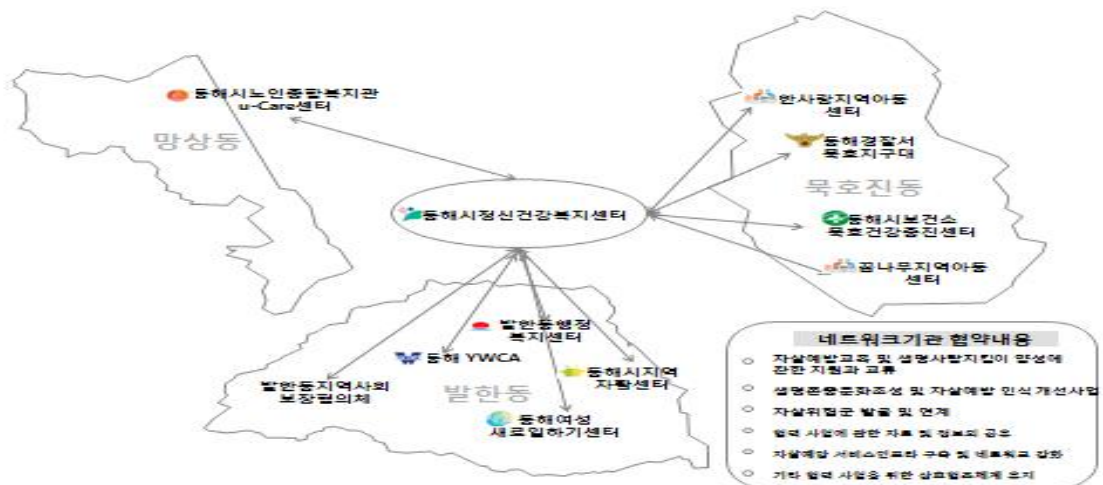 동해시노인종합복지관
u-Care센터
망상동
한사랑지역아동
센터
동해경찰서
묵호지구대
묵호진동
동해시정신건강복지센터
동해시보건소
묵호건강증진센터
꿈나무지역아동
센터
발한동행정
복지센터
동해 YWCA
동해시지역
자활센터
발한동지역사회
보장협의체
발한동
동해여성
새로일하기센터
네트워크기관 협약내용
자살예방교육 및 생명사랑지킴이 양성에
관한 지원과 교류
생명존중문화조성 및 자살예방 인식 개선사업
자살위험군 발굴 및 연계
협력 사업에 관한 자료 및 정보의 공유
자살예방 서비스인프라 구축 및 네트워크 강화
기타 협력 사업을 위한 상호협조체계 유지